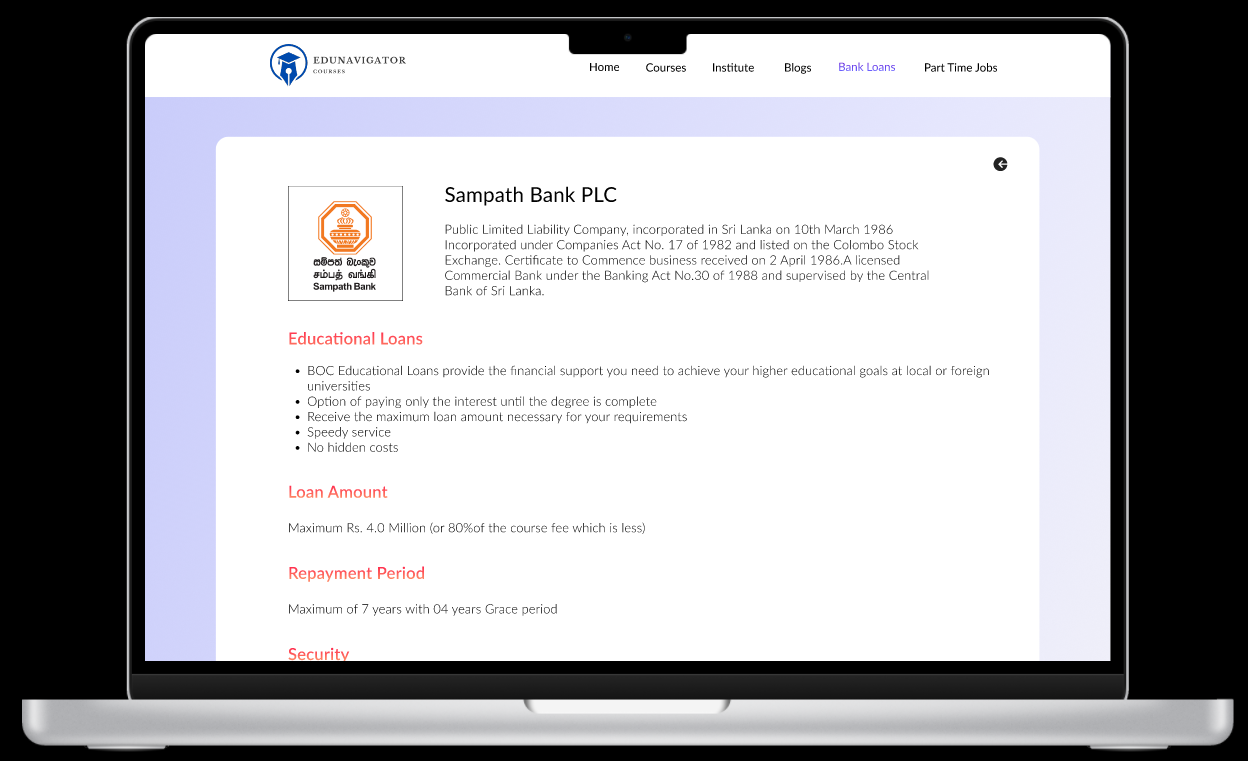 EDUNAVIGATOR
COURSES
Home Courses Institute Blogs Bank Loans Part Time Jobs
සම්පත් බැංකුව
சம்பத் வங்கி
Sampath Bank
Sampath Bank PLC
Public Limited Liability Company, incorporated in Sri Lanka on 10th March 1986
Incorporated under Companies Act No. 17 of 1982 and listed on the Colombo Stock
Exchange. Certificate to Commence business received on 2 April 1986.A licensed
Commercial Bank under the Banking Act No.30 of 1988 and supervised by the Central
Bank of Sri Lanka.
Educational Loans
• BOC Educational Loans provide the financial support you need to achieve your higher educational goals at local or foreign
universities
• Option of paying only the interest until the degree is complete
• Receive the maximum loan amount necessary for your requirements
• Speedy service
• No hidden costs
Loan Amount
Maximum Rs. 4.0 Million (or 80%of the course fee which is less)
Repayment Period
Maximum of 7 years with 04 years Grace period
Security